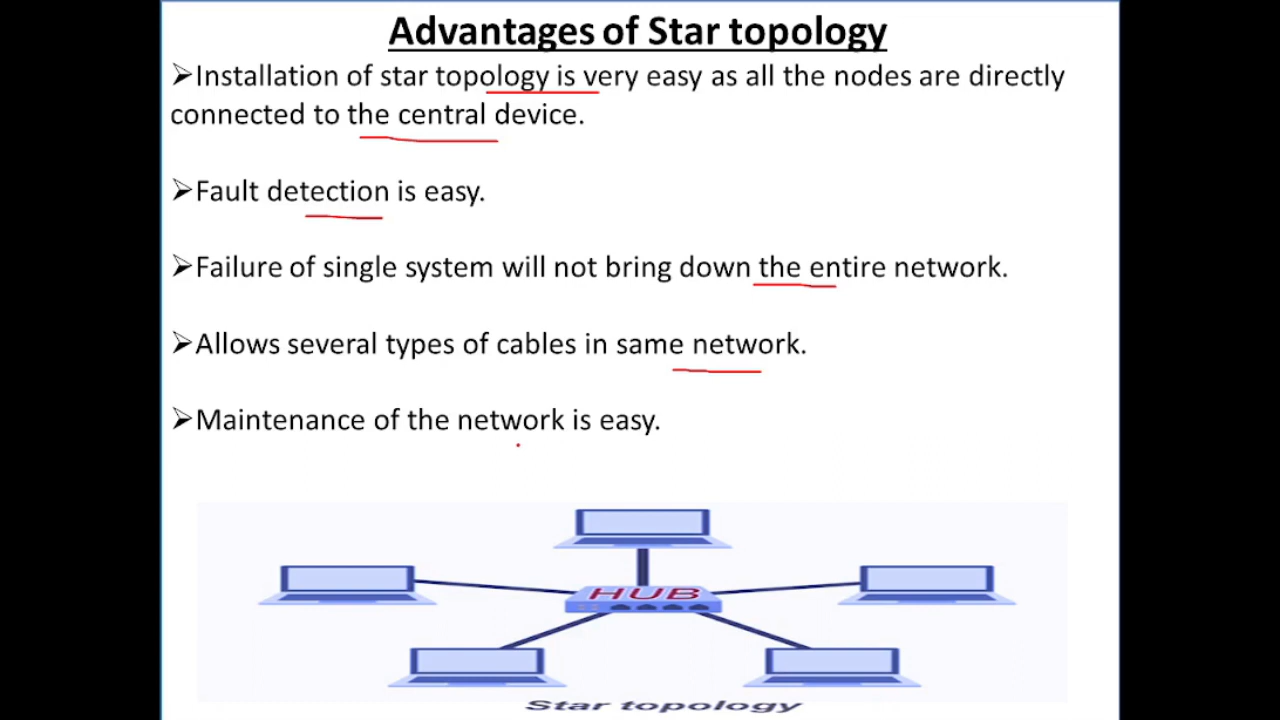 Advantages of Star topology
➢Installation of star topology is very easy as all the nodes are directly
connected to the central device.
➢Fault detection is easy.
➢Failure of single system will not bring down the entire network.
➢Allows several types of cables in same network.
➢Maintenance of the network is easy.
HUB
Star topology